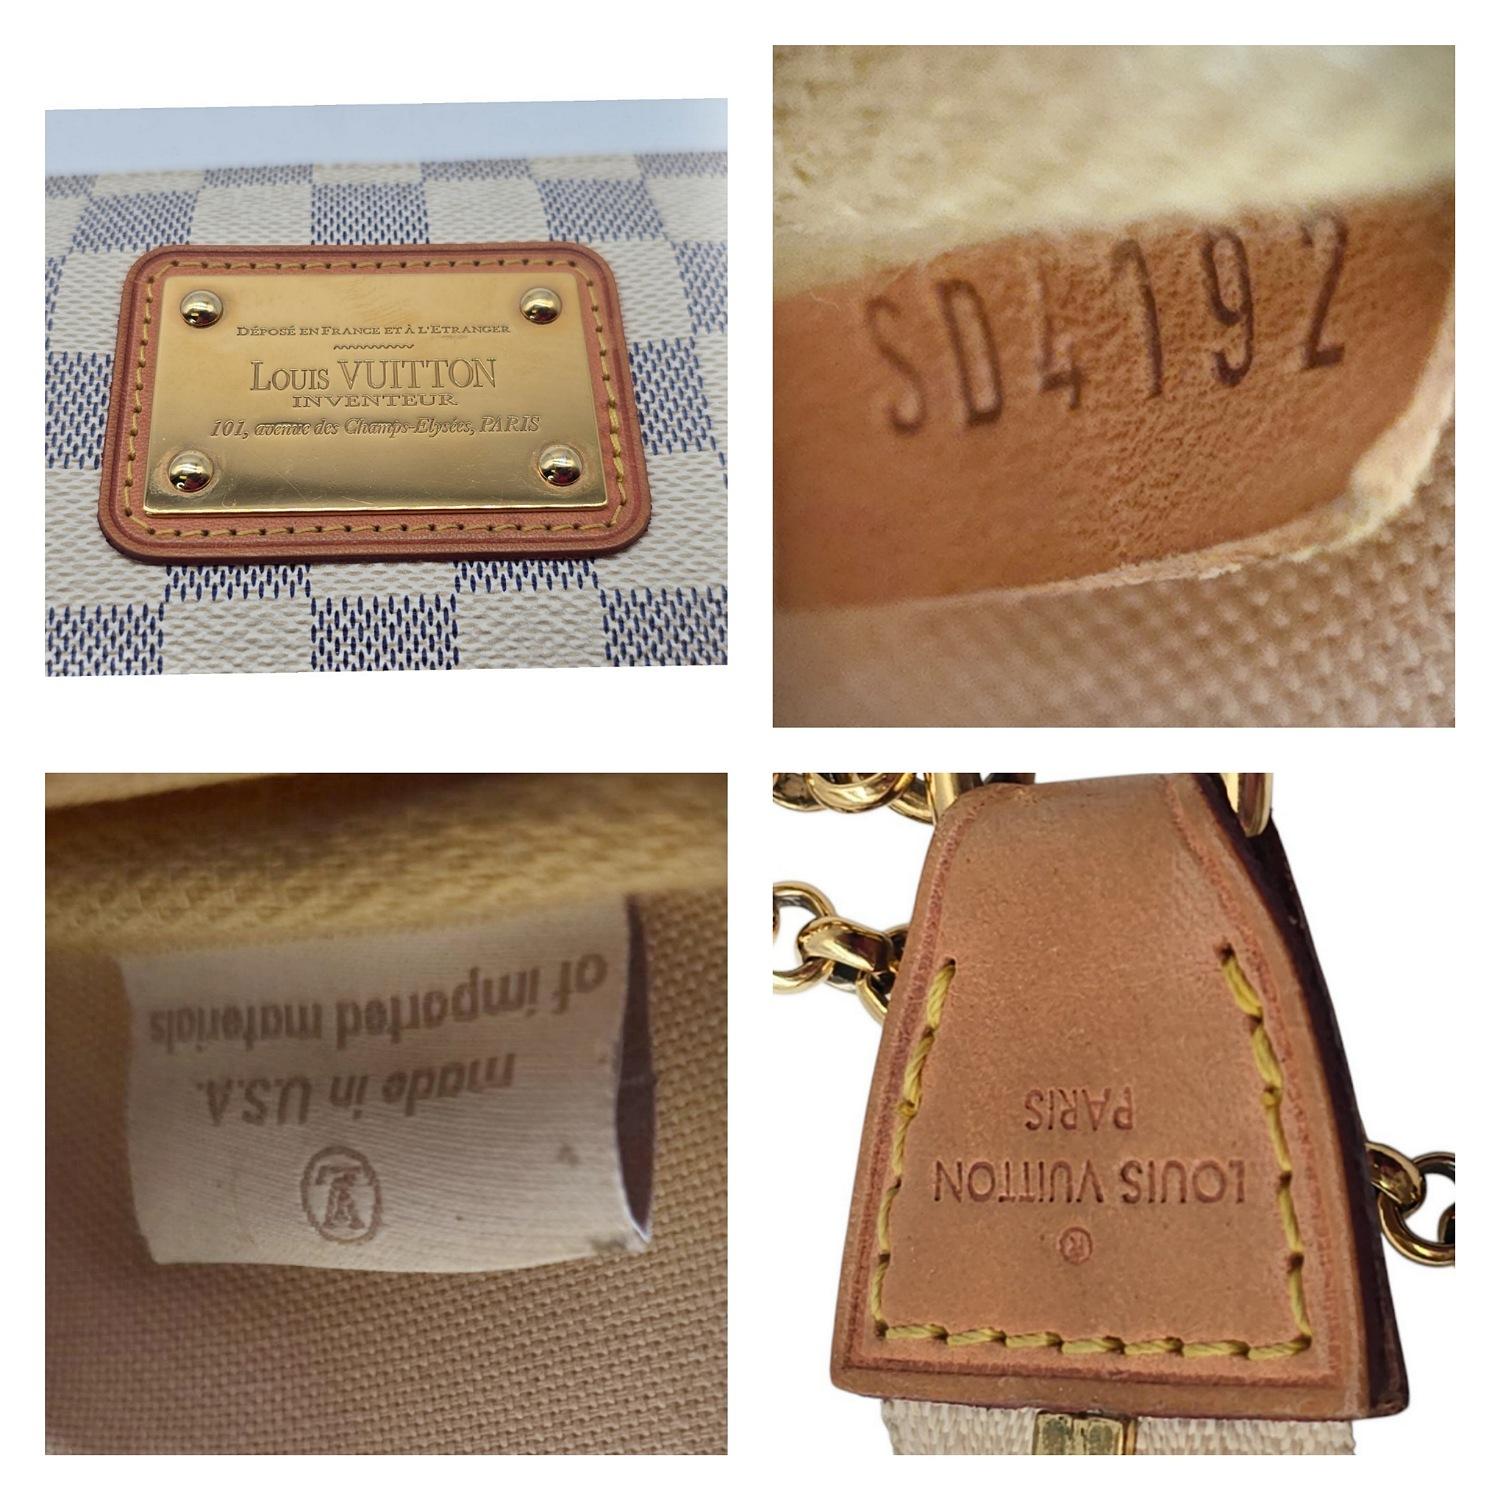 DÉPOSÉ EN FRANCE ET À L'ETRANGER
LOUIS VUITTON
INVENTEUR
101, avenue des Champs-Elysées, PARIS
SD4192
made in U.S.A.
of imported materials
®
LOUIS VUITTON
PARIS